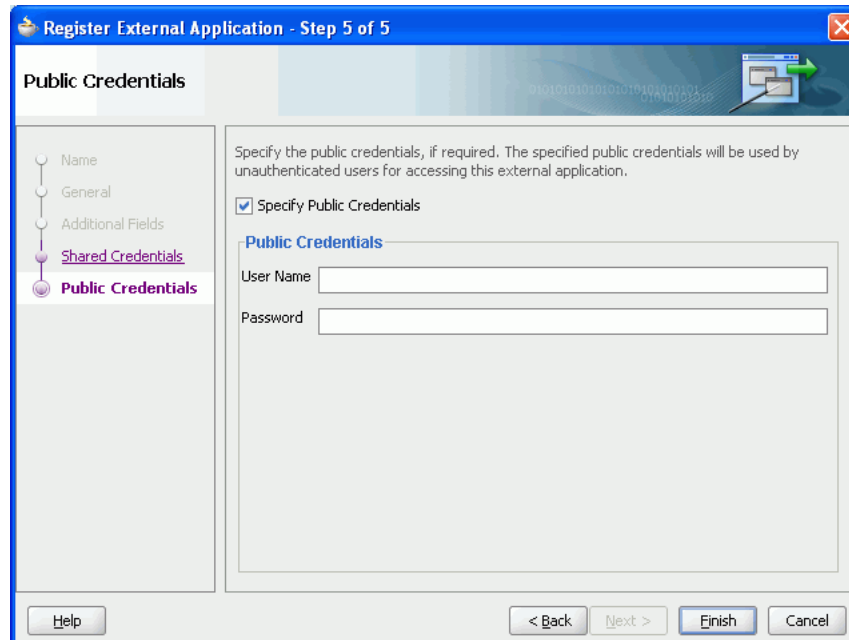 Register External Application - Step 5 of 5
Public Credentials
Name
General
Additional Fields
Shared Credentials
Public Credentials
Specify the public credentials, if required. The specified public credentials will be used by
unauthenticated users for accessing this external application.
Specify Public Credentials
Public Credentials
User Name
Password
Help
< Back
Next >
Finish
Cancel